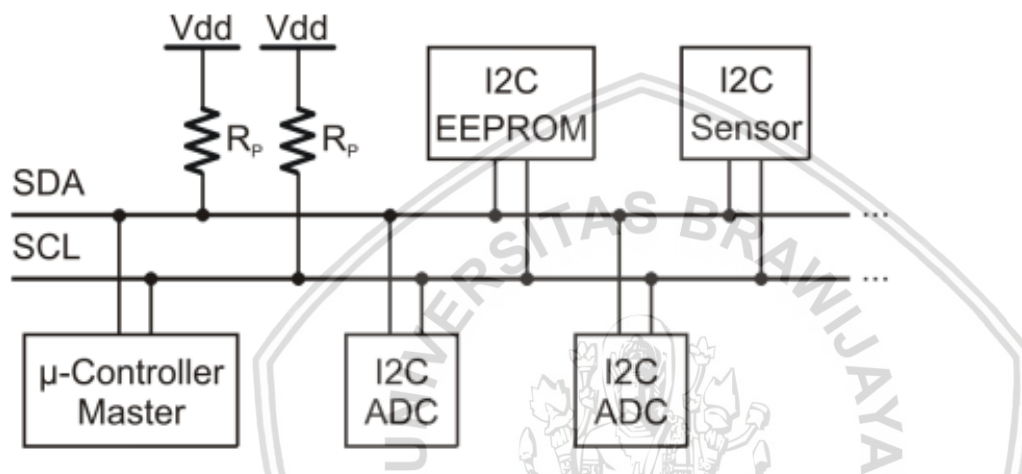 Vdd Vdd
R_P R_P
I2C
EEPROM
I2C
Sensor
SDA
...
SCL
...
µ-Controller
Master
I2C
ADC
I2C
ADC
UNIVERSITAS BRAWIJAYA